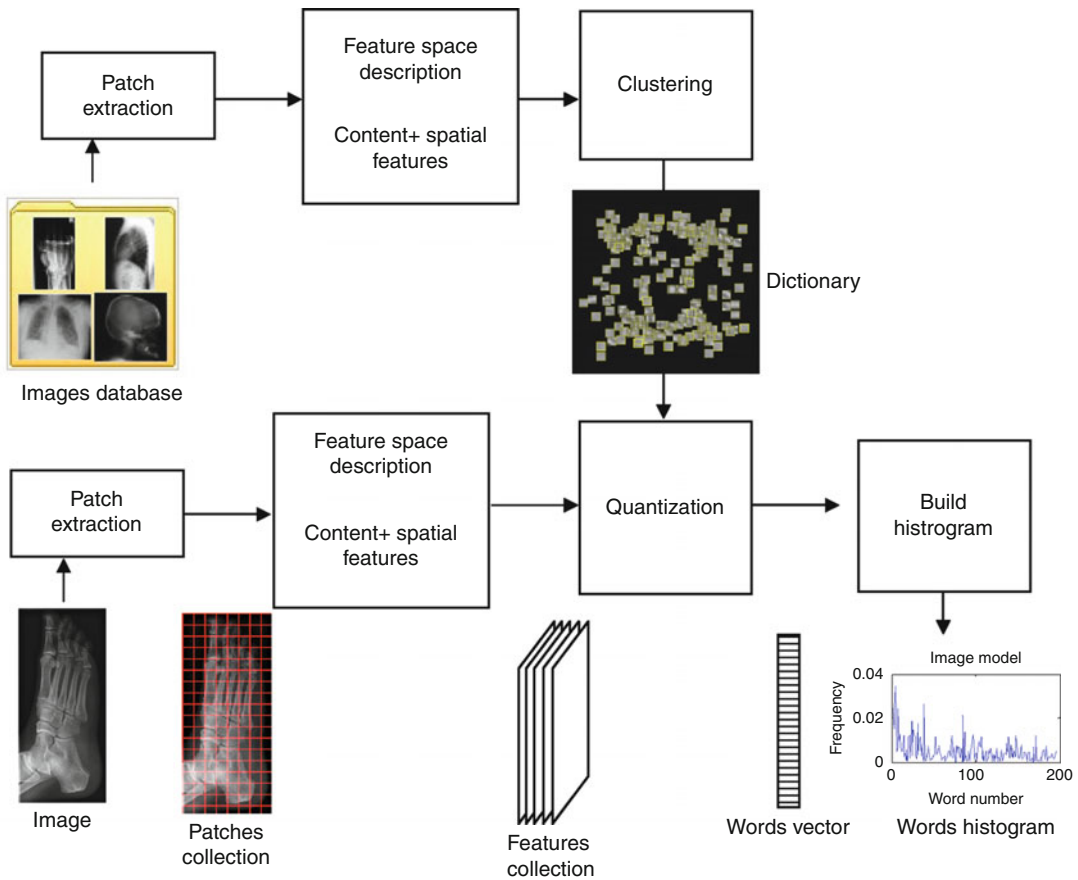 Patch
extraction
Feature space
description
Content+ spatial
features
Clustering
Dictionary
Images database
Patch
extraction
Feature space
description
Content+ spatial
features
Quantization
Build
histrogram
Image
Patches
collection
Features
collection
Words vector
Image model
Frequency
0.04
0.02
0
0
100
200
Word number
Words histogram